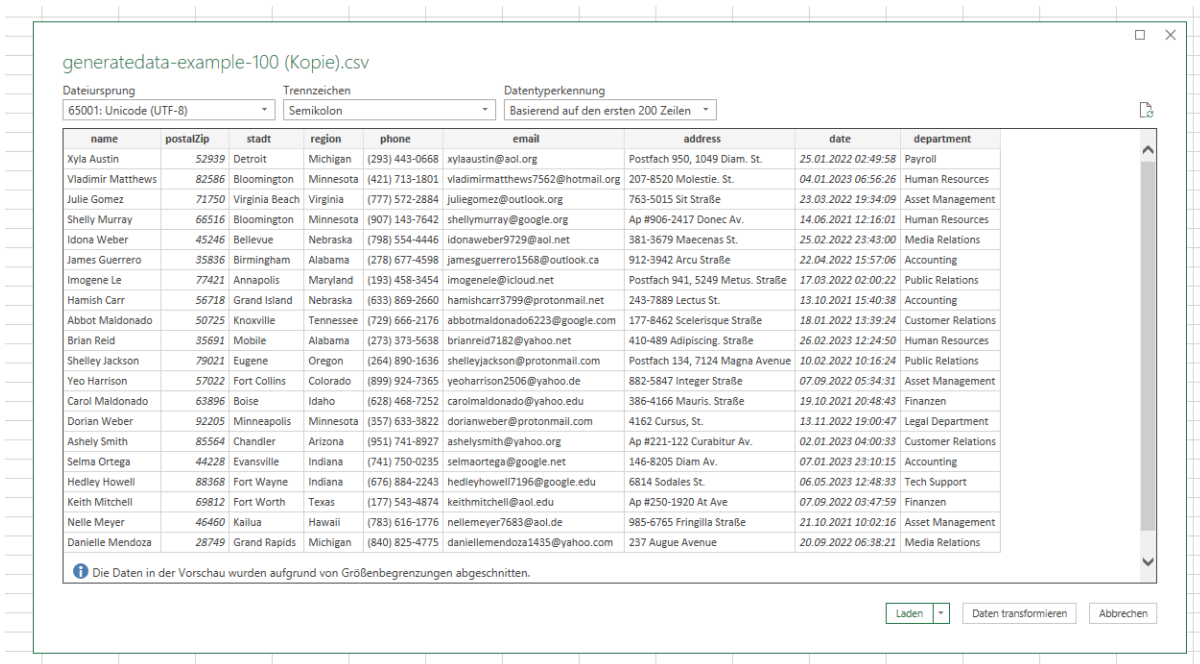 generatedata-example-100 (Kopie).csv
Dateiursprung Trennzeichen Datentyperkennung
65001: Unicode (UTF-8) Semikolon Basierend auf den ersten 200 Zeilen
name postalZip stadt region phone email address date department
Xyla Austin 52939 Detroit Michigan (293) 443-0668 xylaaustin@aol.org Postfach 950, 1049 Diam. St. 25.01.2022 02:49:58 Payroll
Vladimir Matthews 82586 Bloomington Minnesota (421) 713-1801 vladimirmatthews7562@hotmail.org 207-8520 Molestie. St. 04.01.2023 06:56:26 Human Resources
Julie Gomez 71750 Virginia Beach Virginia (777) 572-2884 juliegomez@outlook.org 763-5015 Sit Straße 23.03.2022 19:34:09 Asset Management
Shelly Murray 66516 Bloomington Minnesota (907) 143-7642 shellymurray@google.org Ap #906-2417 Donec Av. 14.06.2021 12:16:01 Human Resources
Idona Weber 45246 Bellevue Nebraska (798) 554-4446 idonaweber9729@aol.net 381-3679 Maecenas St. 25.02.2022 23:43:00 Media Relations
James Guerrero 35836 Birmingham Alabama (278) 677-4598 jamesguerrero1568@outlook.ca 912-3942 Arcu Straße 22.04.2022 15:57:06 Accounting
Imogene Le 77421 Annapolis Maryland (193) 458-3454 imogenele@icloud.net Postfach 941, 5249 Metus. Straße 17.03.2022 02:00:22 Public Relations
Hamish Carr 56718 Grand Island Nebraska (633) 869-2660 hamishcarr3799@protonmail.net 243-7889 Lectus St. 13.10.2021 15:40:38 Accounting
Abbot Maldonado 50725 Knoxville Tennessee (729) 666-2176 abbotmaldonado6223@google.com 177-8462 Scelerisque Straße 18.01.2022 13:39:24 Customer Relations
Brian Reid 35691 Mobile Alabama (273) 373-5638 brianreid7182@yahoo.net 410-489 Adipiscing. Straße 26.02.2023 12:24:50 Human Resources
Shelley Jackson 79021 Eugene Oregon (264) 890-1636 shelleyjackson@protonmail.com Postfach 134, 7124 Magna Avenue 10.02.2022 10:16:24 Public Relations
Yeo Harrison 57022 Fort Collins Colorado (899) 924-7365 yeoharrison2506@yahoo.de 882-5847 Integer Straße 07.09.2022 05:34:31 Asset Management
Carol Maldonado 63896 Boise Idaho (628) 468-7252 carolmaldonado@yahoo.edu 386-4166 Mauris. Straße 19.10.2021 20:48:43 Finanzen
Dorian Weber 92205 Minneapolis Minnesota (357) 633-3822 dorianweber@protonmail.com 4162 Cursus, St. 13.11.2022 19:00:47 Legal Department
Ashely Smith 85564 Chandler Arizona (951) 741-8927 ashelysmith@yahoo.org Ap #221-122 Curabitur Av. 02.01.2023 04:00:33 Customer Relations
Selma Ortega 44228 Evansville Indiana (741) 750-0235 selmaortega@google.net 146-8205 Diam Av. 07.01.2023 23:10:15 Accounting
Hedley Howell 88368 Fort Wayne Indiana (676) 884-2243 hedleyhowell7196@google.edu 6814 Sodales St. 06.05.2023 12:48:33 Tech Support
Keith Mitchell 69812 Fort Worth Texas (177) 543-4874 keithmitchell@aol.edu Ap #250-1920 At Ave 07.09.2022 03:47:59 Finanzen
Nelle Meyer 46460 Kailua Hawaii (783) 616-1776 nellemeyer7683@aol.de 985-6765 Fringilla Straße 21.10.2021 10:02:16 Asset Management
Danielle Mendoza 28749 Grand Rapids Michigan (840) 825-4775 daniellemendoza1435@yahoo.com 237 Augue Avenue 20.09.2022 06:38:21 Media Relations
Die Daten in der Vorschau wurden aufgrund von Größenbegrenzungen abgeschnitten.
Laden Daten transformieren Abbrechen